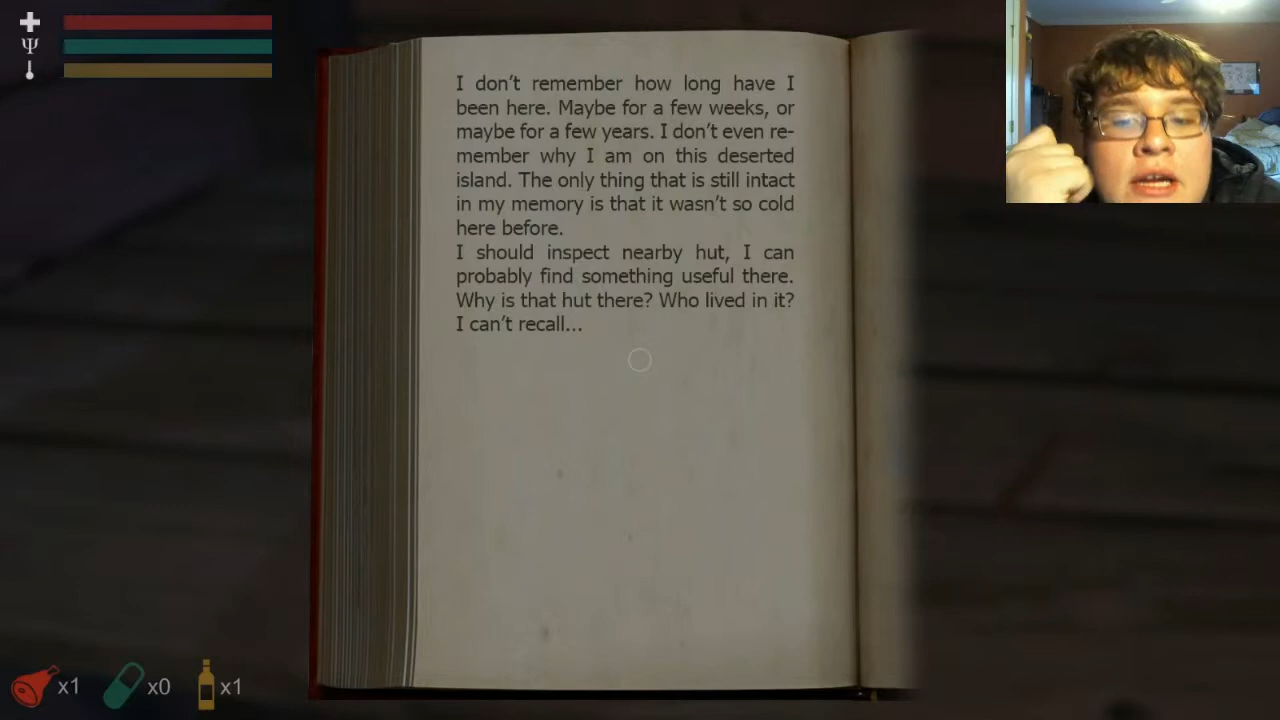 I don't remember how long have I
been here. Maybe for a few weeks, or
maybe for a few years. I don't even re-
member why I am on this deserted
island. The only thing that is still intact
in my memory is that it wasn't so cold
here before.
I should inspect nearby hut, I can
probably find something useful there.
Why is that hut there? Who lived in it?
I can't recall...
Ψ
x1
x0
x1